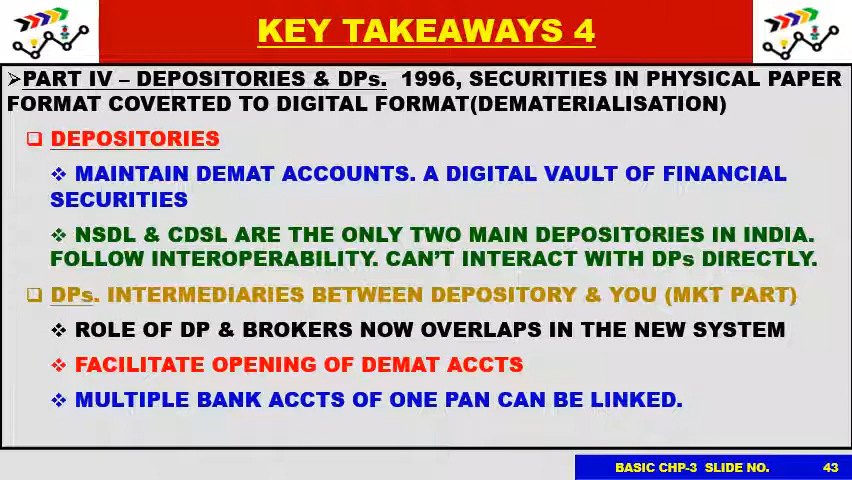 KEY TAKEAWAYS 4
PART IV – DEPOSITORIES & DPs. 1996, SECURITIES IN PHYSICAL PAPER
FORMAT COVERTED TO DIGITAL FORMAT(DEMATERIALISATION)
DEPOSITORIES
MAINTAIN DEMAT ACCOUNTS. A DIGITAL VAULT OF FINANCIAL
SECURITIES
NSDL & CDSL ARE THE ONLY TWO MAIN DEPOSITORIES IN INDIA.
FOLLOW INTEROPERABILITY. CAN’T INTERACT WITH DPs DIRECTLY.
DPs. INTERMEDIARIES BETWEEN DEPOSITORY & YOU (MKT PART)
ROLE OF DP & BROKERS NOW OVERLAPS IN THE NEW SYSTEM
FACILITATE OPENING OF DEMAT ACCTS
MULTIPLE BANK ACCTS OF ONE PAN CAN BE LINKED.
BASIC CHP-3 SLIDE NO. 43